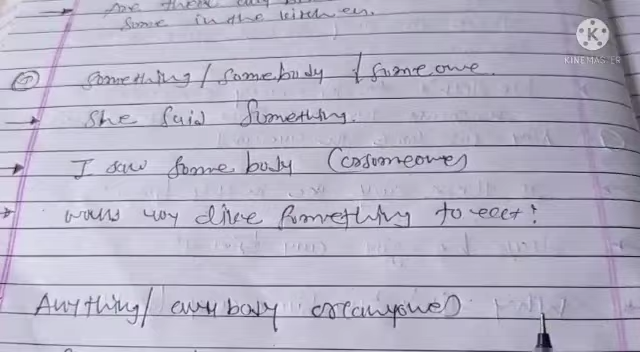 some in the kitchen.
K
KINEMASTER
⑤ Something / Somebody / Someone.
→ She said Something.
→ I saw Somebody (or someone)
→ would you like Something to eat?
Anything / anybody or (anyone)